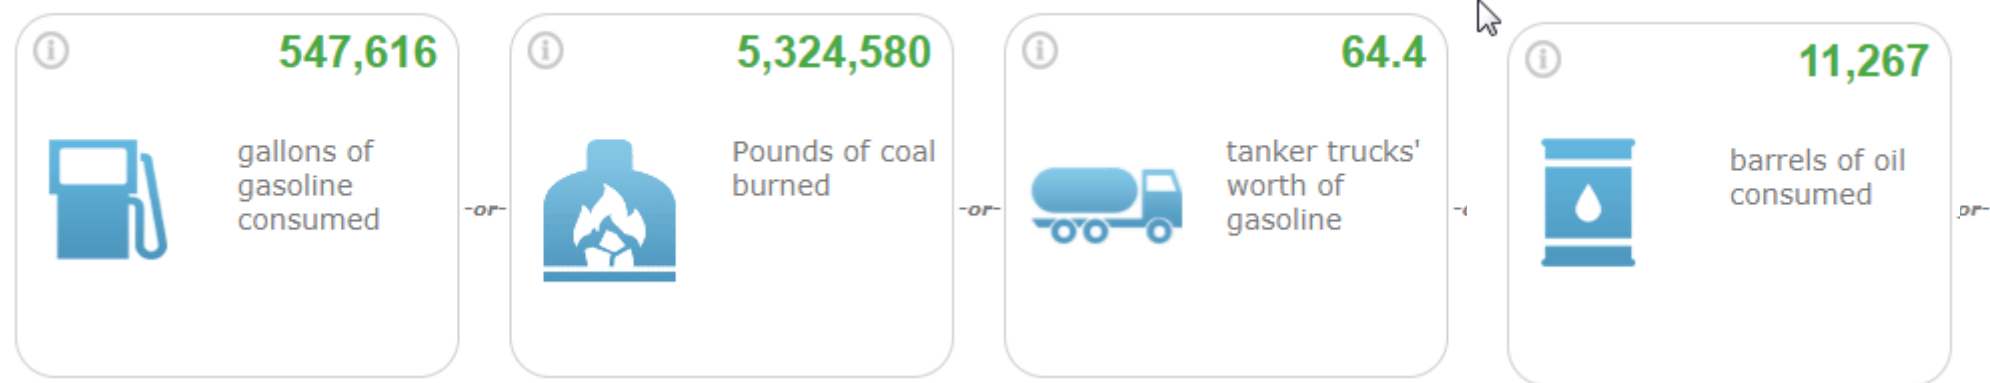 547,616
gallons of
gasoline
consumed
-or-
5,324,580
Pounds of coal
burned
-or-
64.4
tanker trucks'
worth of
gasoline
11,267
barrels of oil
consumed
or-